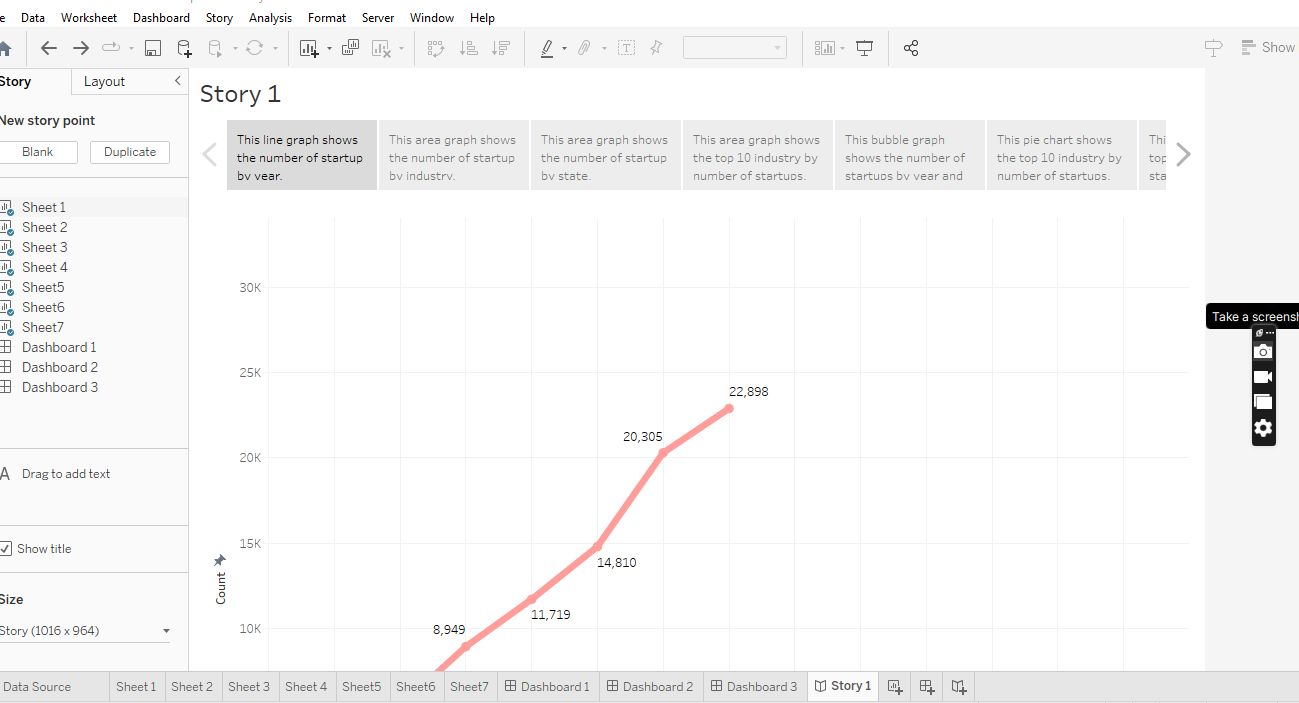 Data Worksheet Dashboard Story Analysis Format Server Window Help
Show
Story Layout
Story 1
New story point
Blank Duplicate
This line graph shows
the number of startup
by year.
This area graph shows
the number of startup
by industry.
This area graph shows
the number of startup
by state.
This area graph shows
the top 10 industry by
number of startups.
This bubble graph
shows the number of
startups by year and
This pie chart shows
the top 10 industry by
number of startups.
Sheet 1
Sheet 2
Sheet 3
Sheet 4
Sheet5
Sheet6
Sheet7
Dashboard 1
Dashboard 2
Dashboard 3
A Drag to add text
Show title
Size
Story (1016 x 964)
30K
25K
20K
15K
10K
Count
22,898
20,305
14,810
11,719
8,949
Take a screensh
Data Source Sheet 1 Sheet 2 Sheet 3 Sheet 4 Sheet5 Sheet6 Sheet7 Dashboard 1 Dashboard 2 Dashboard 3 Story 1